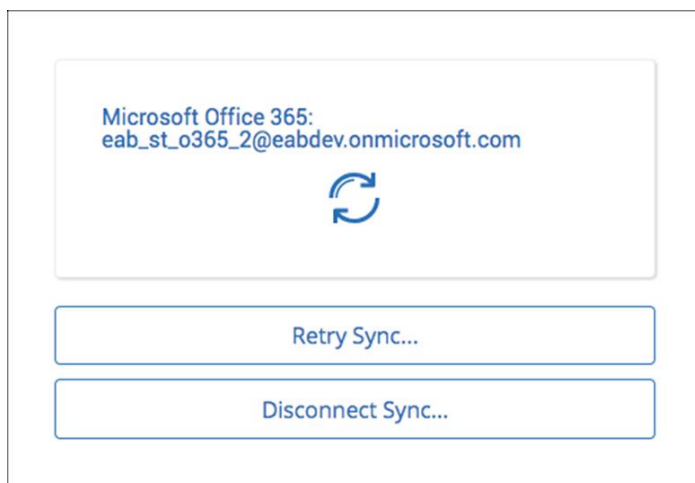 Microsoft Office 365:
eab_st_o365_2@eabdev.onmicrosoft.com
Retry Sync...
Disconnect Sync...